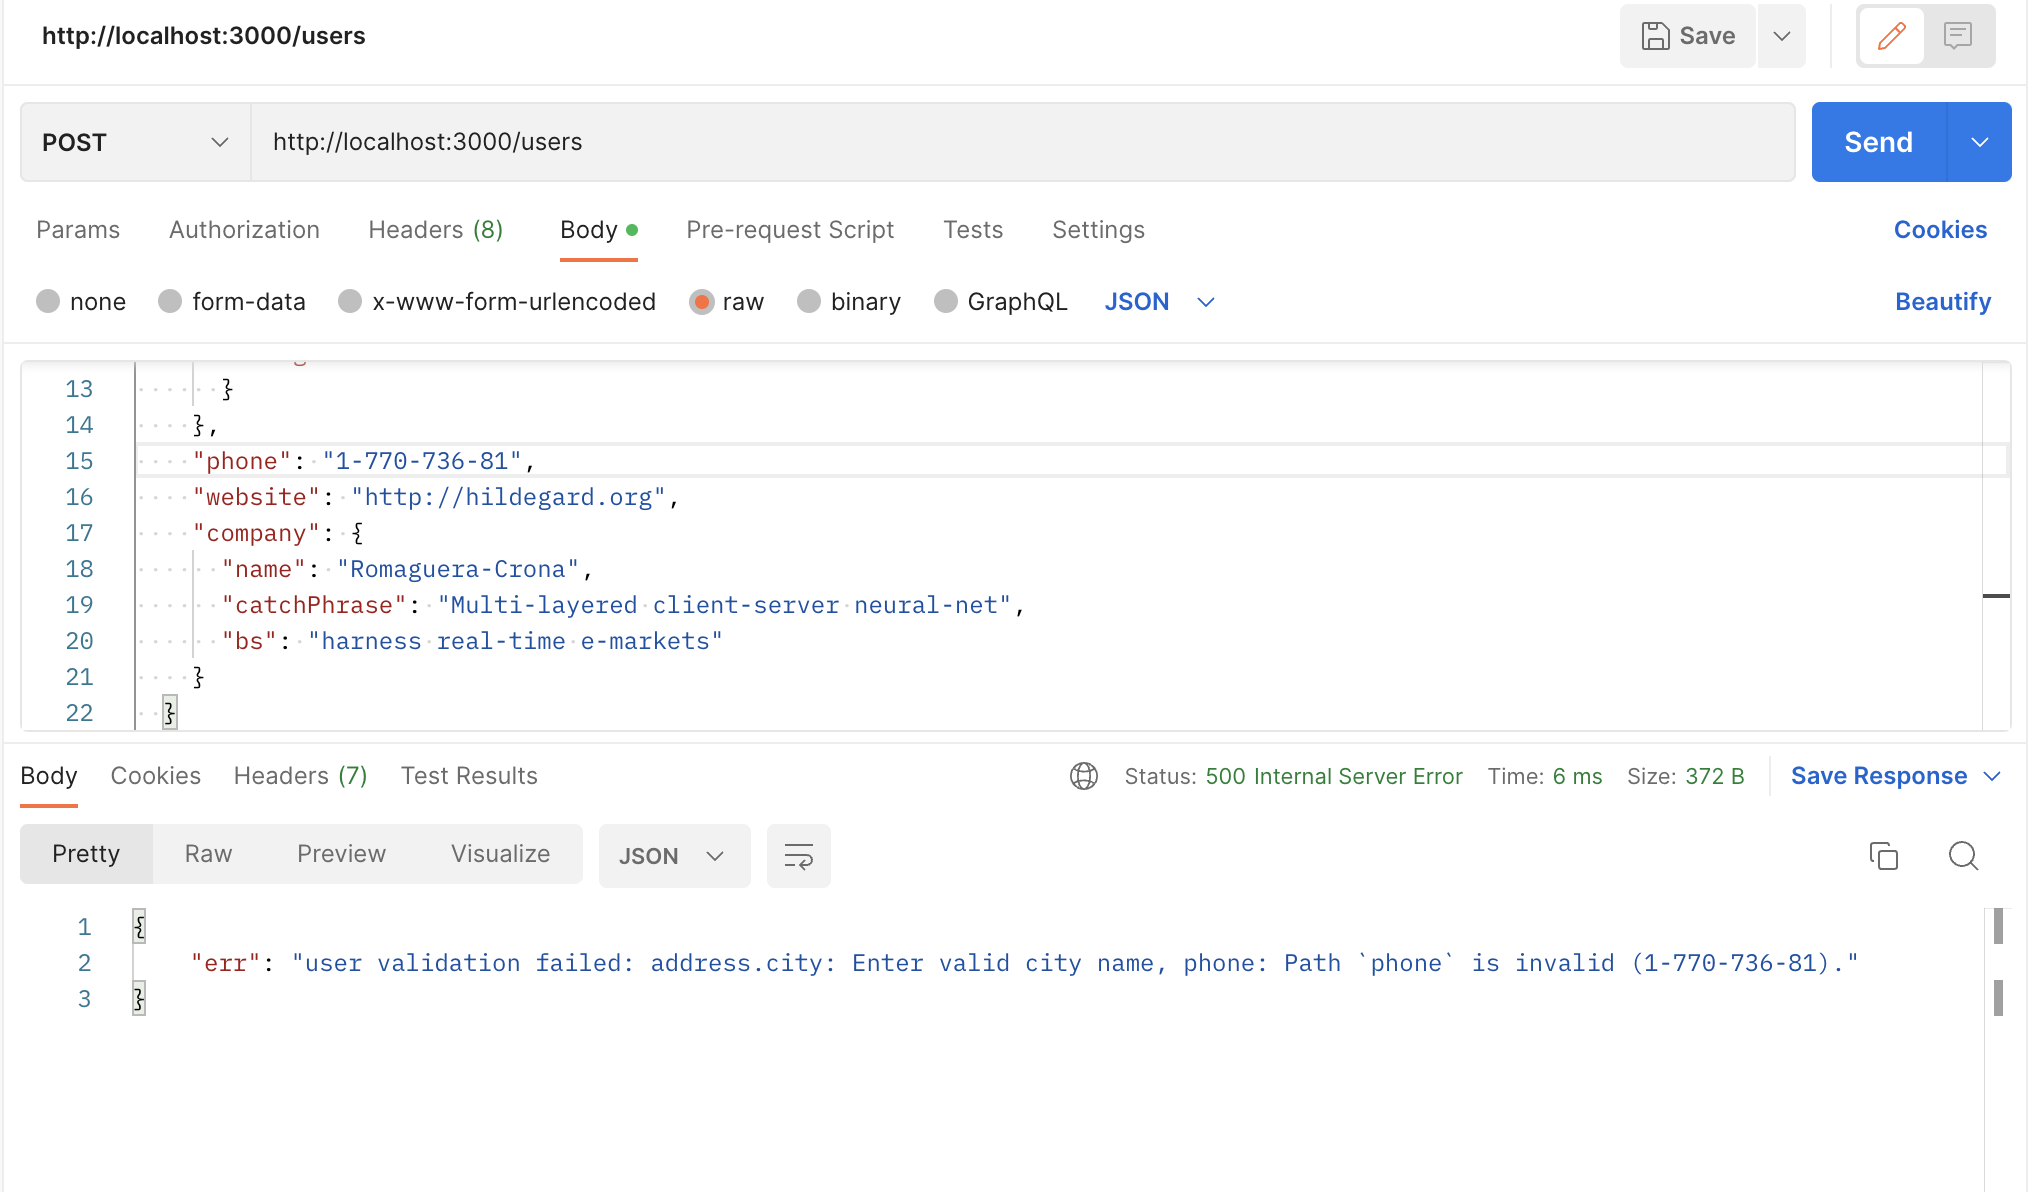 http://localhost:3000/users
Save
POST
http://localhost:3000/users
Send
Params Authorization Headers (8) Body Pre-request Script Tests Settings Cookies
none form-data x-www-form-urlencoded raw binary GraphQL JSON Beautify
13 }
14 },
15 "phone": "1-770-736-81",
16 "website": "http://hildegard.org",
17 "company": {
18 "name": "Romaguera-Crona",
19 "catchPhrase": "Multi-layered client-server neural-net",
20 "bs": "harness real-time e-markets"
21 }
22 }
Body Cookies Headers (7) Test Results Status: 500 Internal Server Error Time: 6 ms Size: 372 B Save Response
Pretty Raw Preview Visualize JSON
1 {
2 "err": "user validation failed: address.city: Enter valid city name, phone: Path `phone` is invalid (1-770-736-81)."
3 }